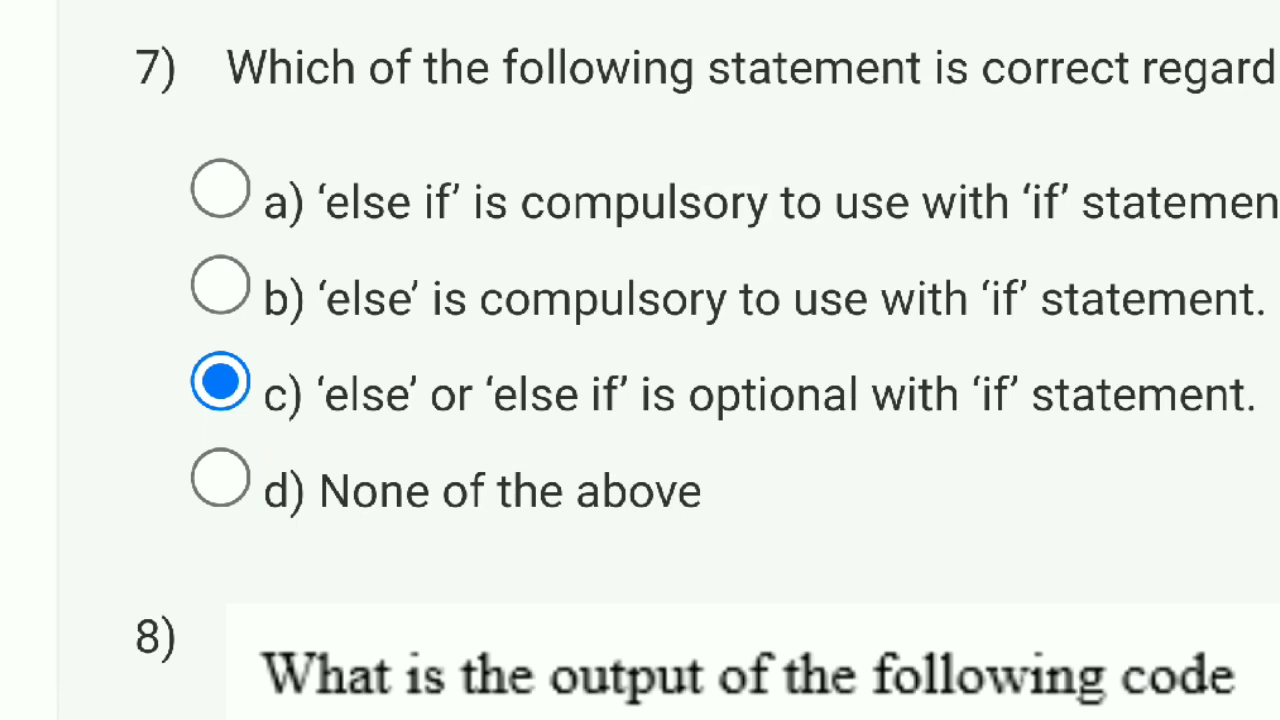 7) Which of the following statement is correct regard
a) ‘else if’ is compulsory to use with ‘if’ statemen
b) ‘else’ is compulsory to use with ‘if’ statement.
c) ‘else’ or ‘else if’ is optional with ‘if’ statement.
d) None of the above
8) What is the output of the following code